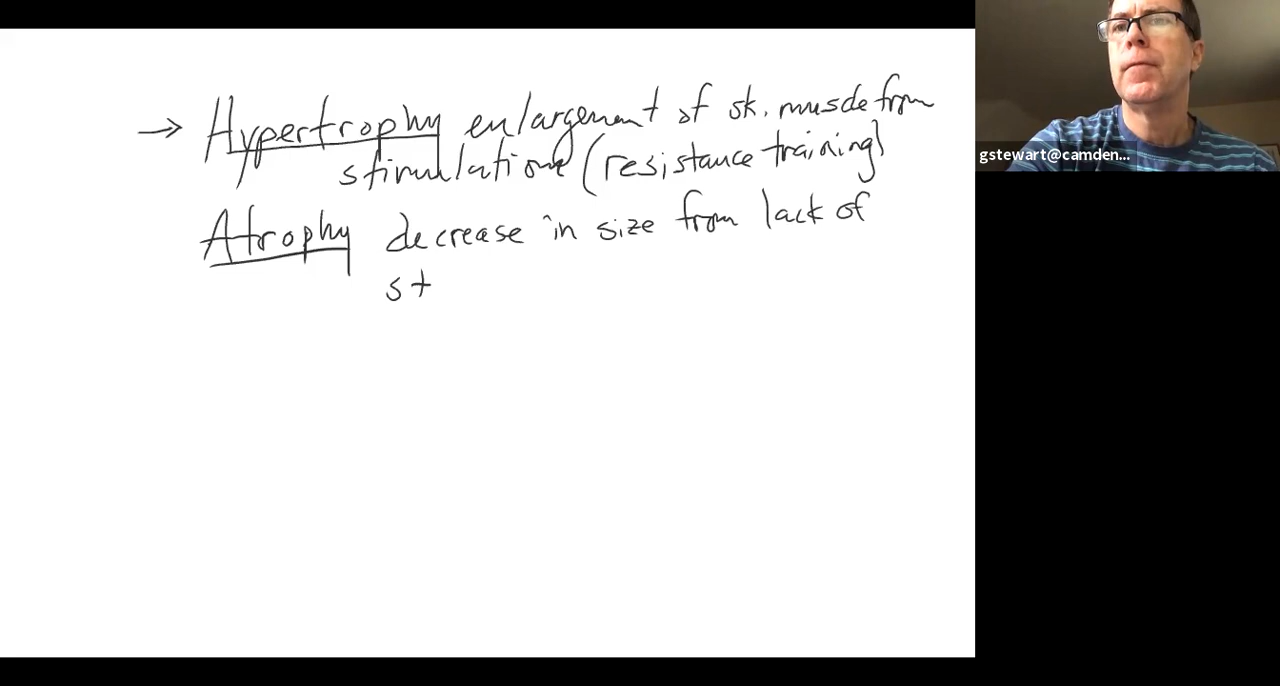 → Hypertrophy enlargement of sk. muscle from
stimulation (resistance training)
Atrophy decrease in size from lack of
st
gstewart@camden...